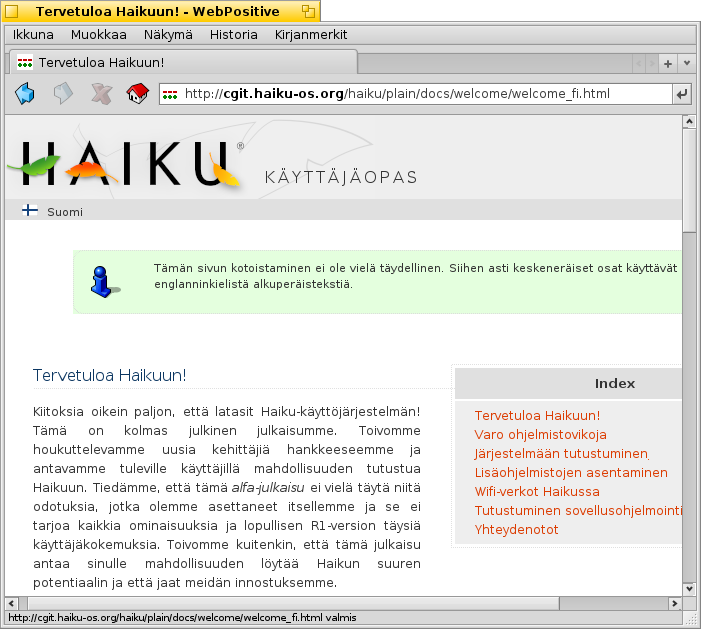 Tervetuloa Haikuun! - WebPositive
Ikkuna Muokkaa Näkymä Historia Kirjanmerkit
Tervetuloa Haikuun!
http://cgit.haiku-os.org/haiku/plain/docs/welcome/welcome_fi.html
HAIKU® KÄYTTÄJÄOPAS
Suomi
Tämän sivun kotoistaminen ei ole vielä täydellinen. Siihen asti keskeneräiset osat käyttävät
englanninkielistä alkuperäistekstiä.
Tervetuloa Haikuun!
Kiitoksia oikein paljon, että latasit Haiku-käyttöjärjestelmän!
Tämä on kolmas julkinen julkaisumme. Toivomme
houkuttelevamme uusia kehittäjiä hankkeeseemme ja
antavamme tuleville käyttäjillä mahdollisuuden tutustua
Haikuun. Tiedämme, että tämä alfa-julkaisu ei vielä täytä niitä
odotuksia, jotka olemme asettaneet itsellemme ja se ei
tarjoa kaikkia ominaisuuksia ja lopullisen R1-version täysiä
käyttäjäkokemuksia. Toivomme kuitenkin, että tämä julkaisu
antaa sinulle mahdollisuuden löytää Haikun suuren
potentiaalin ja että jaat meidän innostuksemme.
Index
Tervetuloa Haikuun!
Varo ohjelmistovikoja
Järjestelmään tutustuminen
Lisäohjelmistojen asentaminen
Wifi-verkot Haikussa
Tutustuminen sovellusohjelmointi
Yhteydenotot
http://cgit.haiku-os.org/haiku/plain/docs/welcome/welcome_fi.html valmis